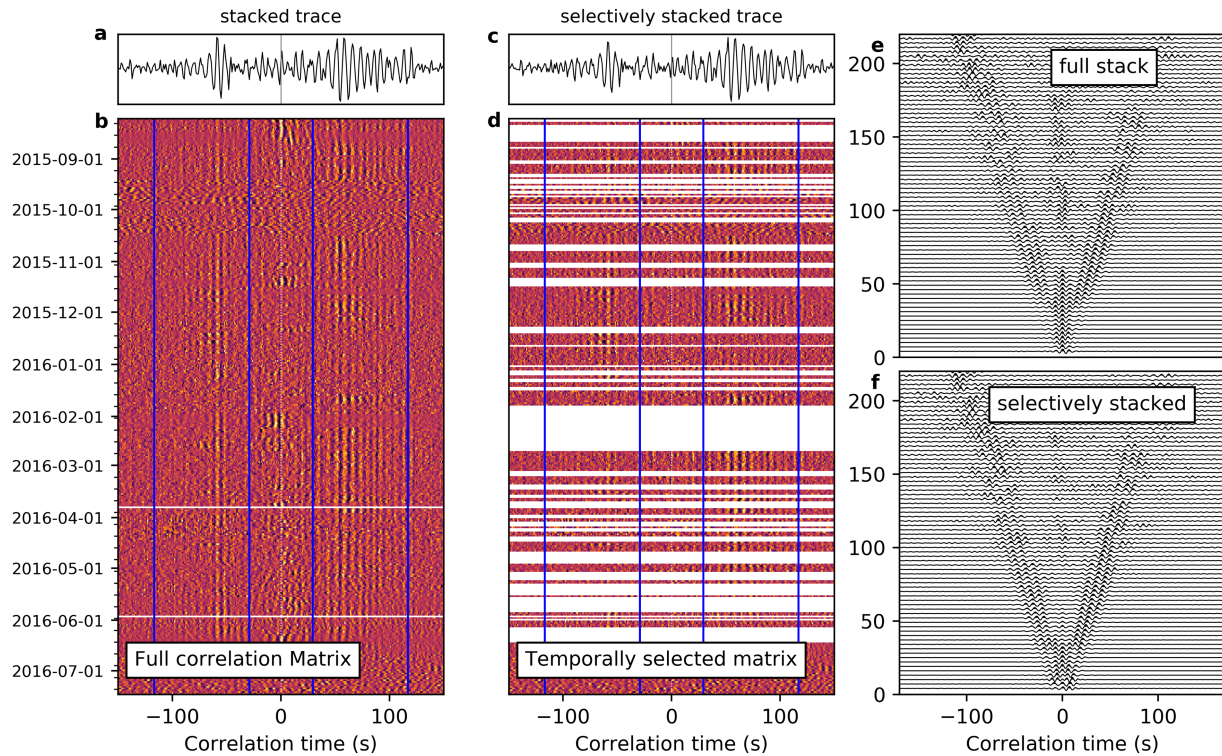 stacked trace
a
b
2015-09-01
2015-10-01
2015-11-01
2015-12-01
2016-01-01
2016-02-01
2016-03-01
2016-04-01
2016-05-01
2016-06-01
2016-07-01
Full correlation Matrix
−100 0 100
Correlation time (s)
selectively stacked trace
c
d
Temporally selected matrix
−100 0 100
Correlation time (s)
e
full stack
200
150
100
50
0
f
selectively stacked
200
150
100
50
0
−100 0 100
Correlation time (s)